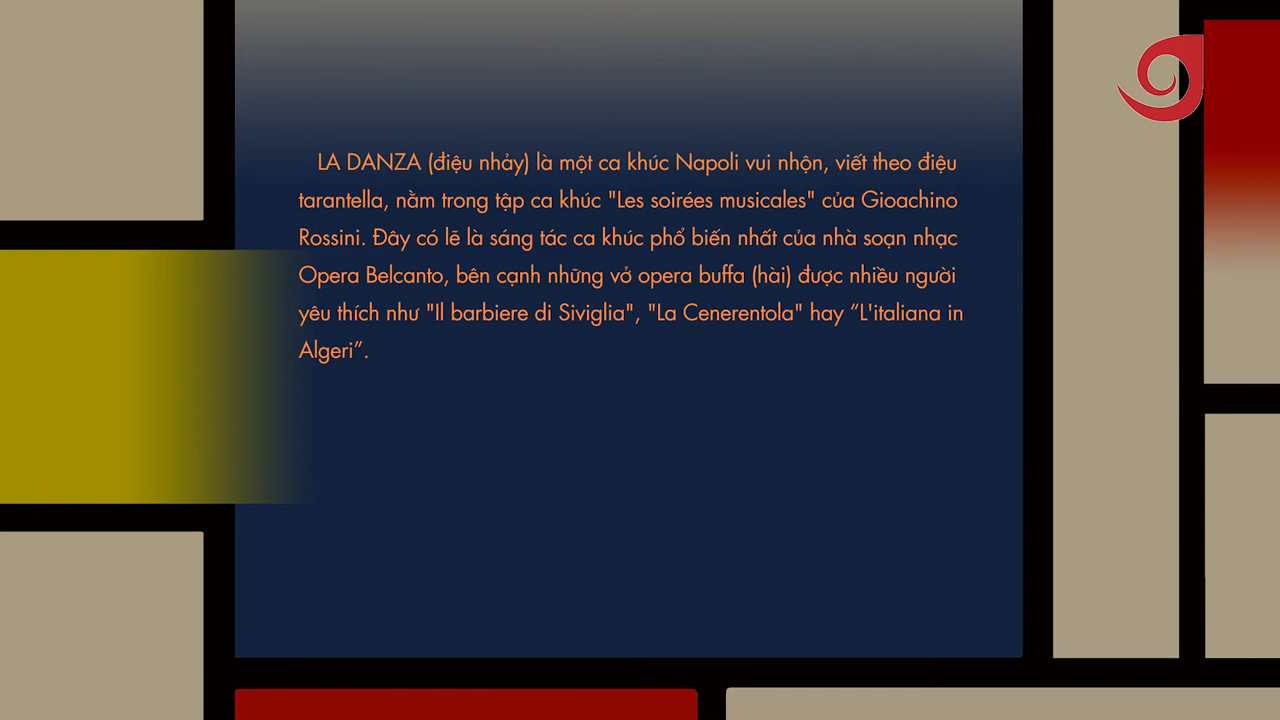 LA DANZA (điệu nhảy) là một ca khúc Napoli vui nhộn, viết theo điệu
tarantella, nằm trong tập ca khúc "Les soirées musicales" của Gioachino
Rossini. Đây có lẽ là sáng tác ca khúc phổ biến nhất của nhà soạn nhạc
Opera Belcanto, bên cạnh những vở opera buffa (hài) được nhiều người
yêu thích như "Il barbiere di Siviglia", "La Cenerentola" hay “L'italiana in
Algeri”.